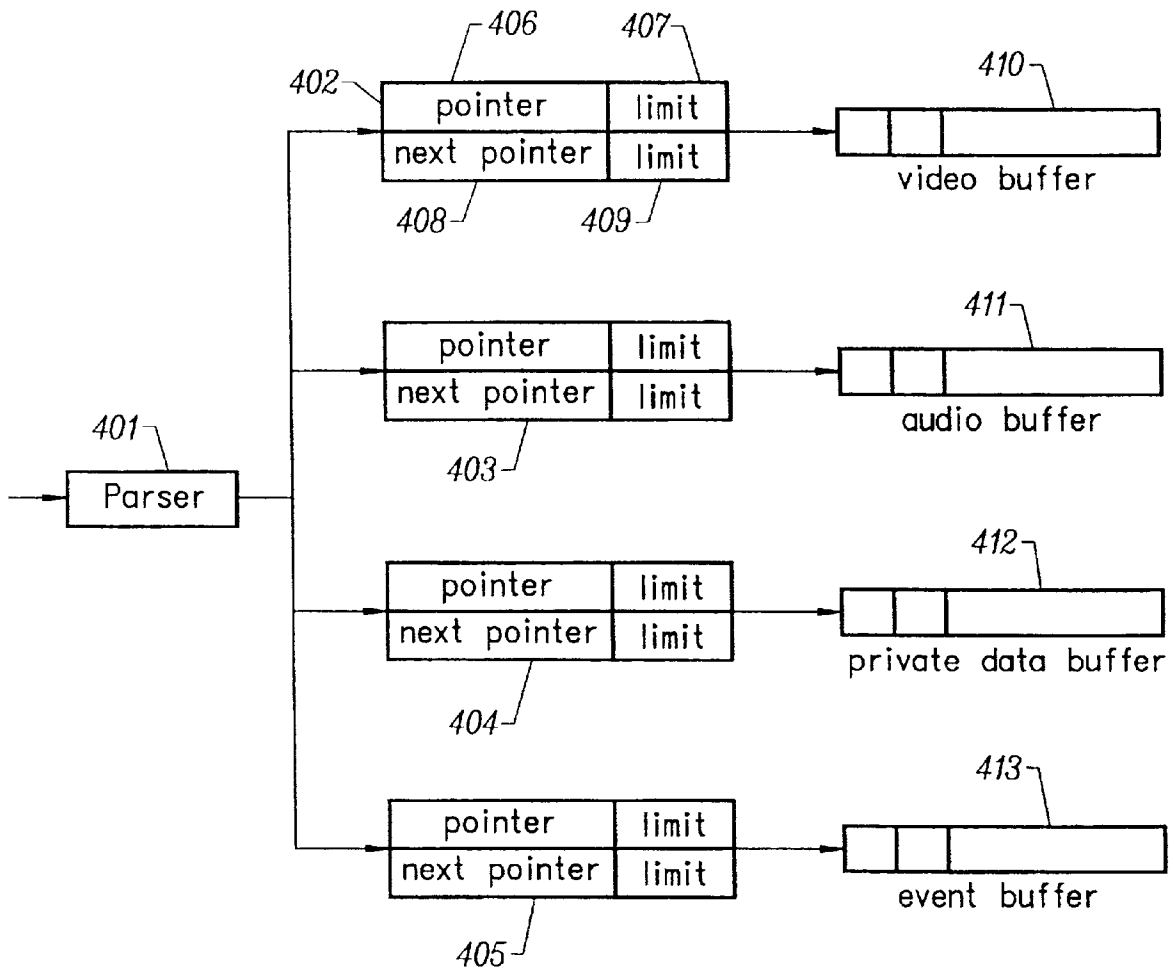 406
407
402
410
pointer limit
next pointer limit
video buffer
408
409
411
pointer limit
next pointer limit
audio buffer
401
403
Parser
412
pointer limit
next pointer limit
private data buffer
404
413
pointer limit
next pointer limit
event buffer
405